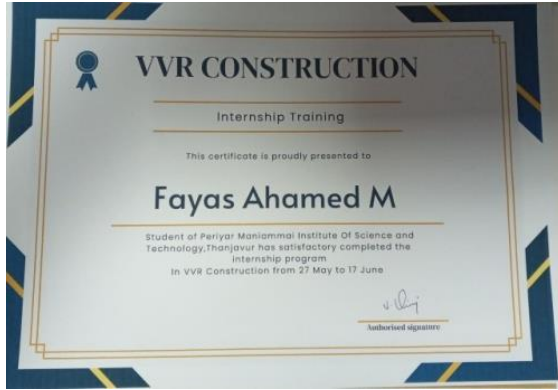 VVR CONSTRUCTION
Internship Training
This certificate is proudly presented to
Fayas Ahamed M
Student of Periyar Maniammai Institute Of Science and
Technology,Thanjavur has satisfactory completed the
internship program
In VVR Construction from 27 May to 17 June
Authorised signature